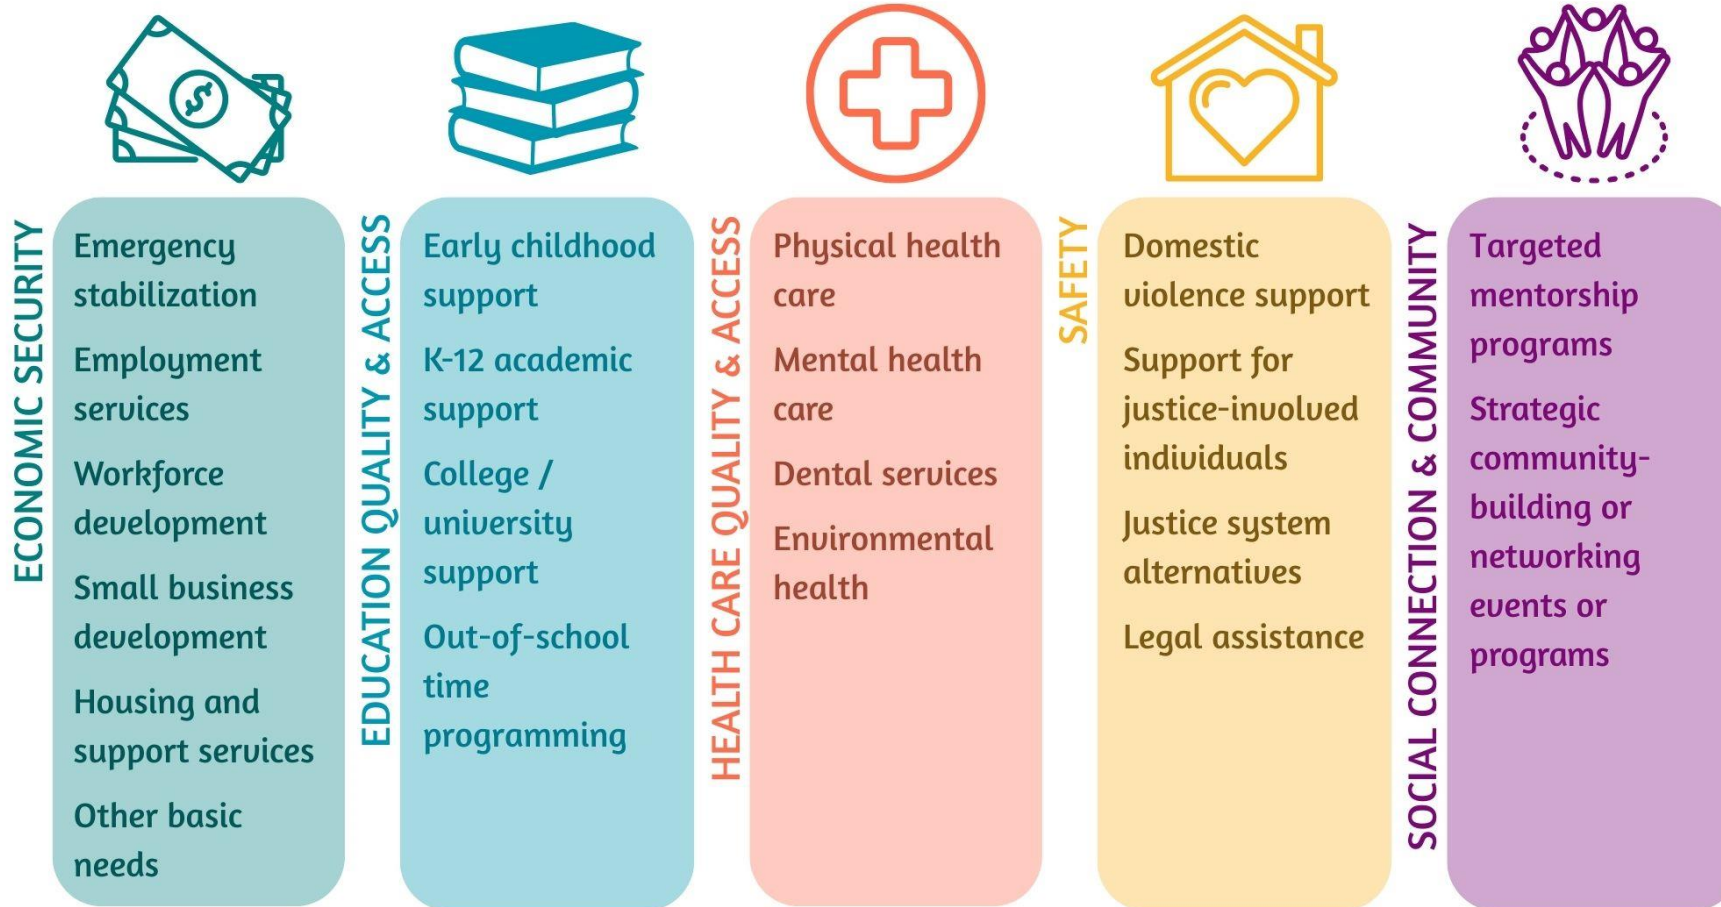 $
ECONOMIC SECURITY
Emergency
stabilization
Employment
services
Workforce
development
Small business
development
Housing and
support services
Other basic
needs
EDUCATION QUALITY & ACCESS
Early childhood
support
K-12 academic
support
College /
university
support
Out-of-school
time
programming
HEALTH CARE QUALITY & ACCESS
Physical health
care
Mental health
care
Dental services
Environmental
health
SAFETY
Domestic
violence support
Support for
justice-involved
individuals
Justice system
alternatives
Legal assistance
SOCIAL CONNECTION & COMMUNITY
Targeted
mentorship
programs
Strategic
community-
building or
networking
events or
programs